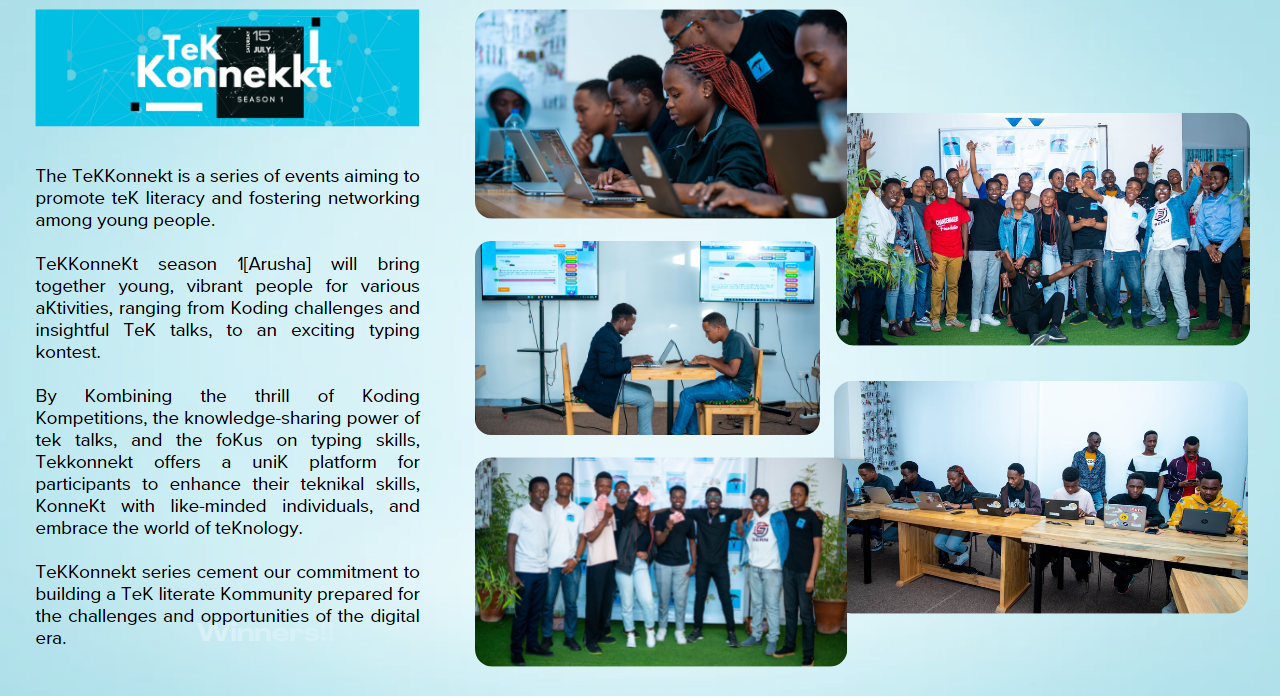 TeK
SATURDAY
15
JULY
Konnekkt
SEASON 1
The TeKKonnekt is a series of events aiming to
promote teK literacy and fostering networking
among young people.
TeKKonneKt season 1[Arusha] will bring
together young, vibrant people for various
aKtivities, ranging from Koding challenges and
insightful TeK talks, to an exciting typing
kontest.
By Kombining the thrill of Koding
Kompetitions, the knowledge-sharing power of
tek talks, and the foKus on typing skills,
Tekkonnekt offers a uniK platform for
participants to enhance their teknikal skills,
KonneKt with like-minded individuals, and
embrace the world of teKnology.
TeKKonnekt series cement our commitment to
building a TeK literate Kommunity prepared for
the challenges and opportunities of the digital
era.
Winners!!